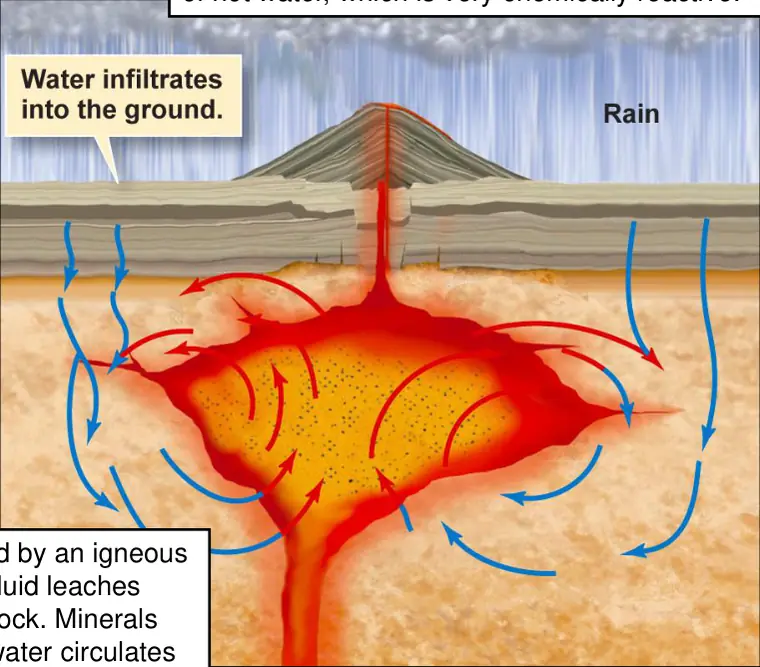 of hot water, which is very chemically reactive.
Water infiltrates
into the ground.
Rain
d by an igneous
luid leaches
ock. Minerals
water circulates